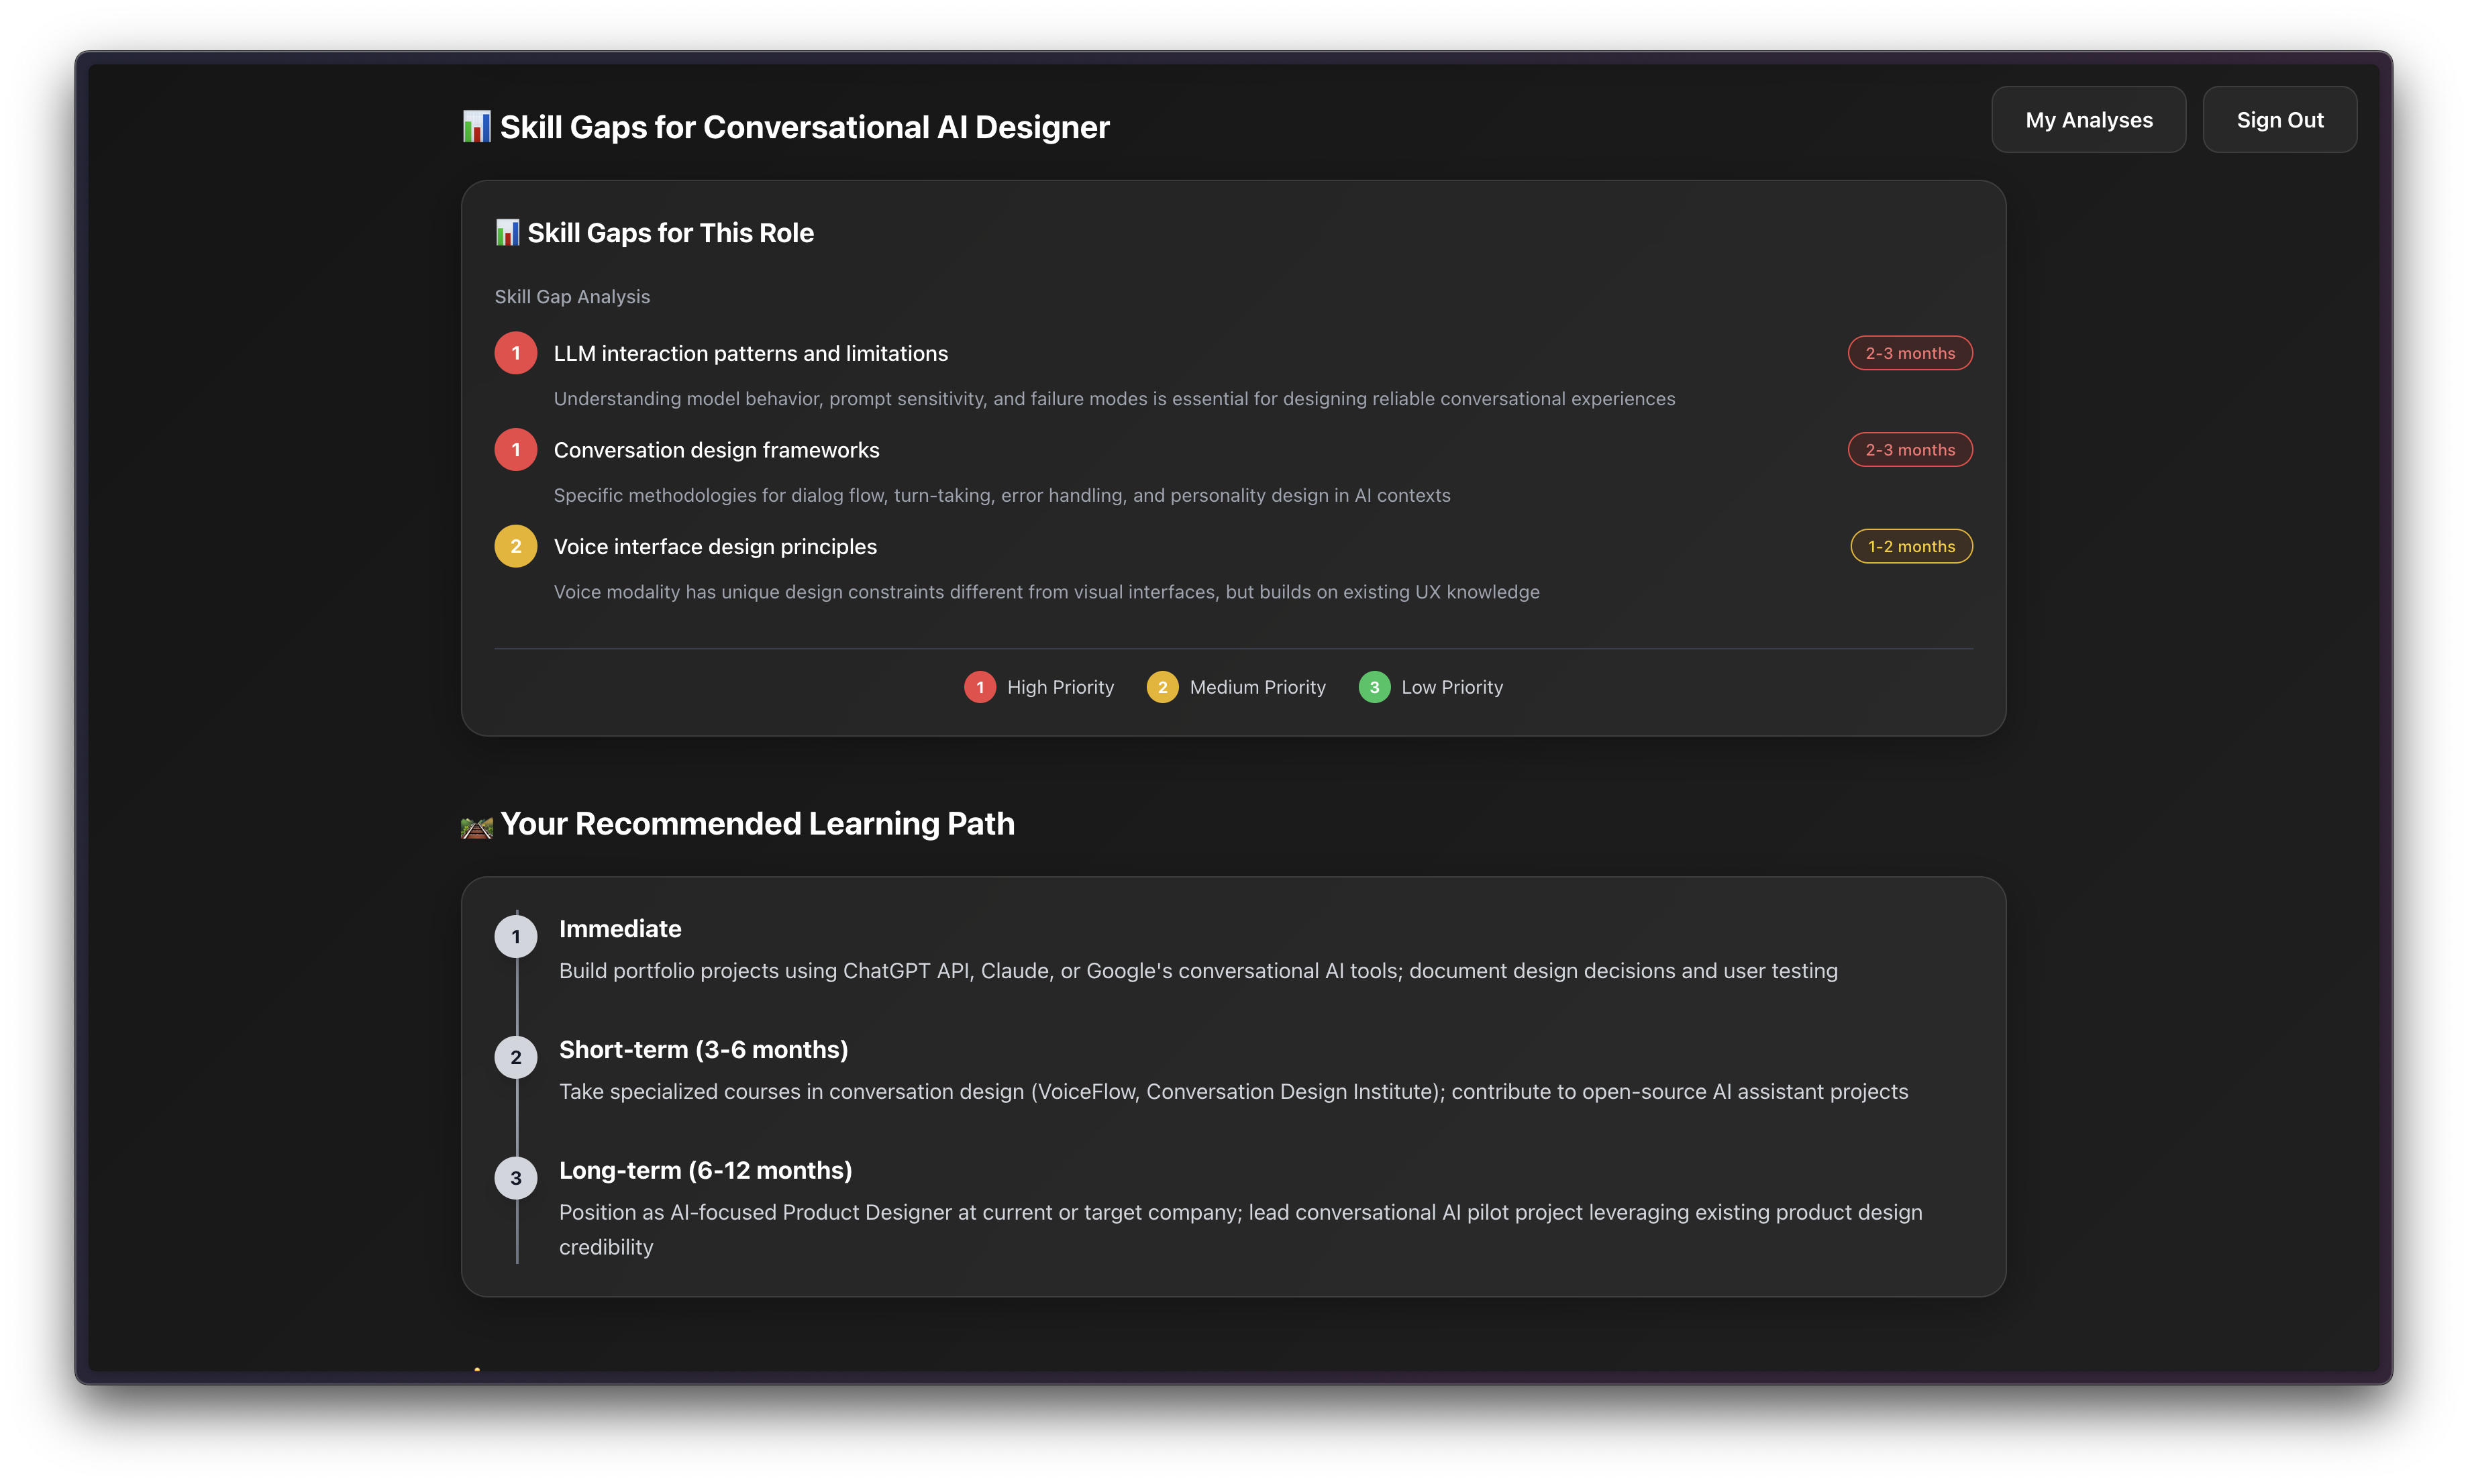 Skill Gaps for Conversational AI Designer
My Analyses
Sign Out
Skill Gaps for This Role
Skill Gap Analysis
1 LLM interaction patterns and limitations 2-3 months
Understanding model behavior, prompt sensitivity, and failure modes is essential for designing reliable conversational experiences
1 Conversation design frameworks 2-3 months
Specific methodologies for dialog flow, turn-taking, error handling, and personality design in AI contexts
2 Voice interface design principles 1-2 months
Voice modality has unique design constraints different from visual interfaces, but builds on existing UX knowledge
1 High Priority 2 Medium Priority 3 Low Priority
Your Recommended Learning Path
1 Immediate
Build portfolio projects using ChatGPT API, Claude, or Google's conversational AI tools; document design decisions and user testing
2 Short-term (3-6 months)
Take specialized courses in conversation design (VoiceFlow, Conversation Design Institute); contribute to open-source AI assistant projects
3 Long-term (6-12 months)
Position as AI-focused Product Designer at current or target company; lead conversational AI pilot project leveraging existing product design
credibility